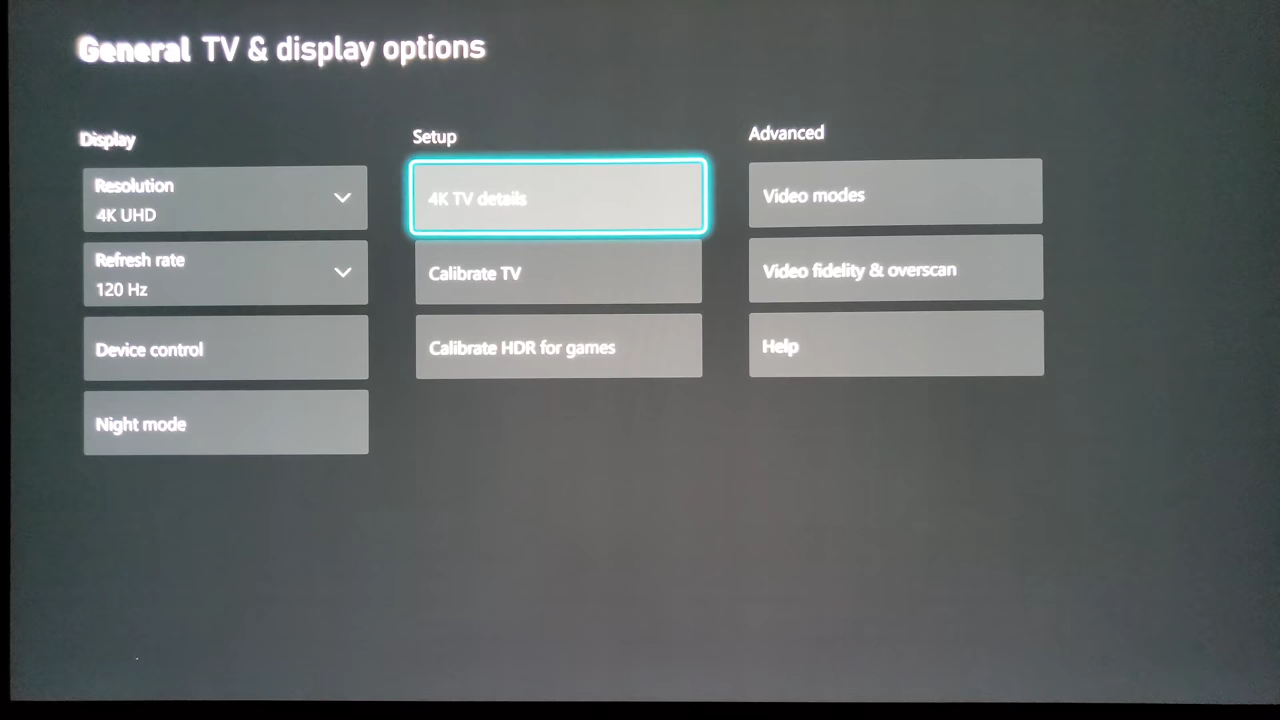 General TV & display options
Display
Resolution
4K UHD
Refresh rate
120 Hz
Device control
Night mode
Setup
4K TV details
Calibrate TV
Calibrate HDR for games
Advanced
Video modes
Video fidelity & overscan
Help